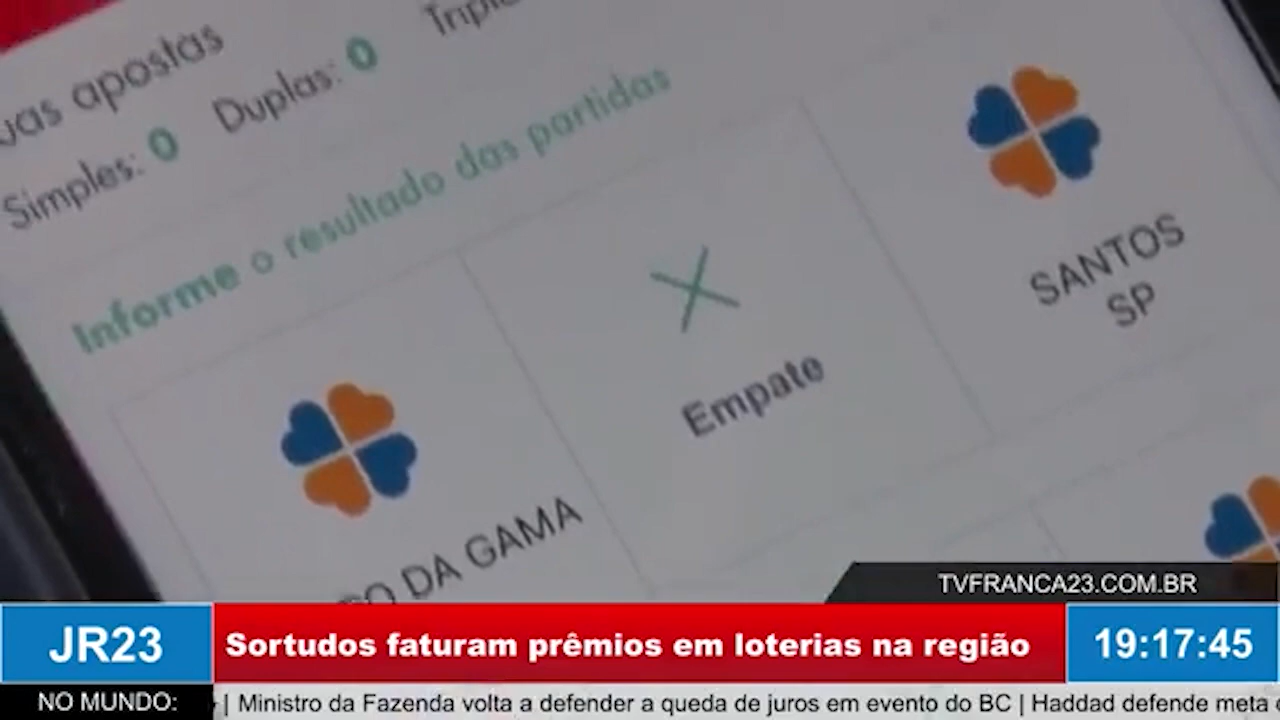 apostas
Simples: 0 Duplas: 0
Informe o resultado das partidas
Empate
SANTOS
SP
DA GAMA
TVFRANCA23.COM.BR
JR23
Sortudos faturam prêmios em loterias na região
19:17:45
NO MUNDO:
| Ministro da Fazenda volta a defender a queda de juros em evento do BC | Haddad defende meta